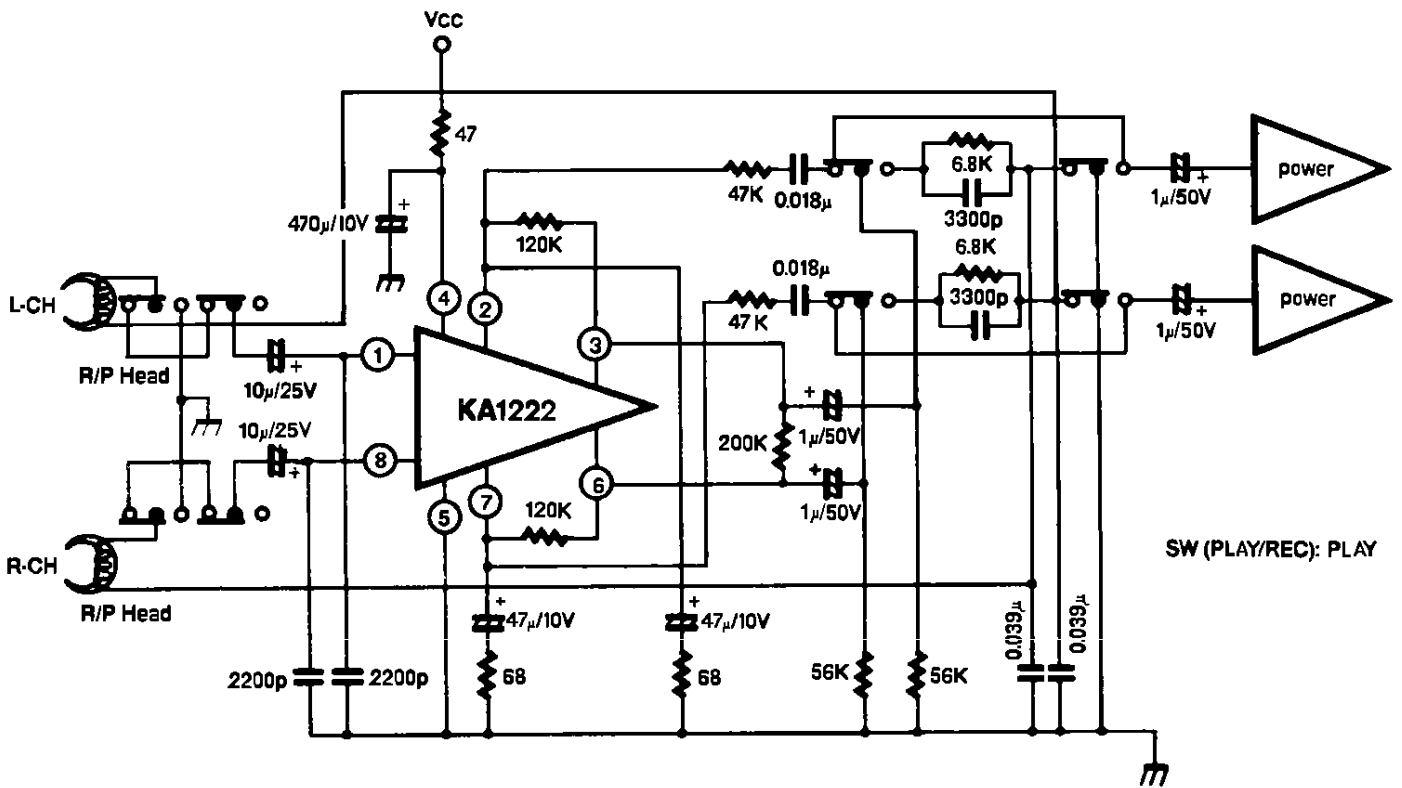 VCC
47
470μ/10V
+
120K
47K
0.018μ
6.8K
3300p
1μ/50V
+
power
6.8K
3300p
0.018μ
47K
1μ/50V
+
power
L-CH
R/P Head
10μ/25V
+
10μ/25V
+
4
2
1
3
KA1222
8
6
7
5
120K
200K
+
1μ/50V
+
1μ/50V
R-CH
R/P Head
SW (PLAY/REC): PLAY
+
47μ/10V
+
47μ/10V
0.039μ
0.039μ
2200p
2200p
68
68
56K
56K